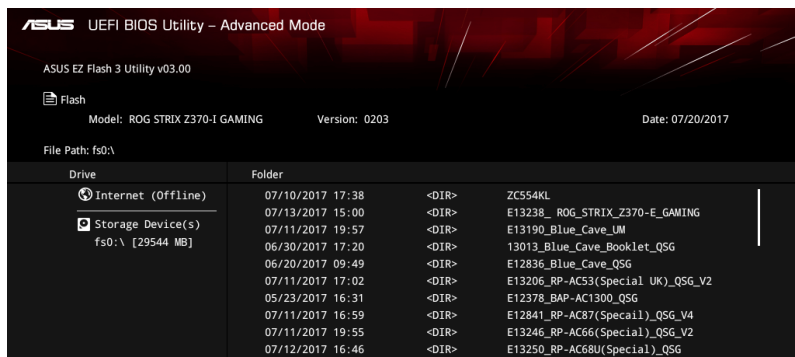 ASUS UEFI BIOS Utility – Advanced Mode
ASUS EZ Flash 3 Utility v03.00
Flash
Model: ROG STRIX Z370-I GAMING Version: 0203 Date: 07/20/2017
File Path: fs0:\
Drive Folder
Internet (Offline) 07/10/2017 17:38 <DIR> ZC554KL
07/13/2017 15:00 <DIR> E13238_ ROG_STRIX_Z370-E_GAMING
Storage Device(s) 07/11/2017 19:57 <DIR> E13190_Blue_Cave_UM
fs0:\ [29544 MB] 06/30/2017 17:20 <DIR> 13013_Blue_Cave_Booklet_QSG
06/20/2017 09:49 <DIR> E12836_Blue_Cave_QSG
07/11/2017 17:02 <DIR> E13206_RP-AC53(Special UK)_QSG_V2
05/23/2017 16:31 <DIR> E12378_BAP-AC1300_QSG
07/11/2017 16:59 <DIR> E12841_RP-AC87(Specail)_QSG_V4
07/11/2017 19:55 <DIR> E13246_RP-AC66(Special)_QSG_V2
07/12/2017 16:46 <DIR> E13250_RP-AC68U(Special)_QSG